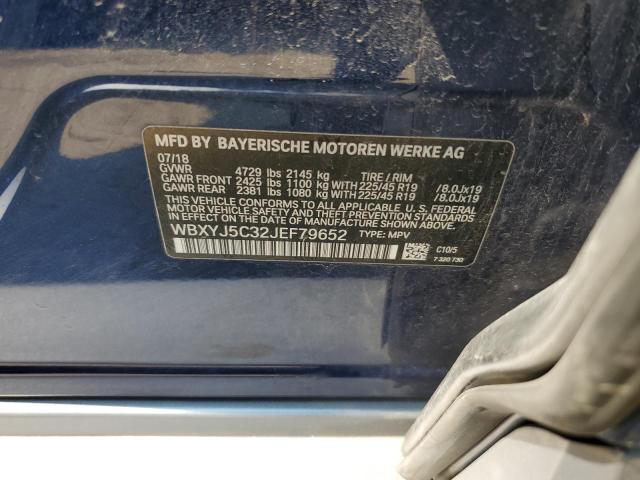 MFD BY BAYERISCHE MOTOREN WERKE AG
07/18
GVWR 4729 lbs 2145 kg TIRE / RIM
GAWR FRONT 2425 lbs 1100 kg WITH 225/45 R19 /8.0Jx19
GAWR REAR 2381 lbs 1080 kg WITH 225/45 R19 /8.0Jx19
THIS VEHICLE CONFORMS TO ALL APPLICABLE U. S. FEDERAL
MOTOR VEHICLE SAFETY AND THEFT PREVENTION STANDARDS
IN EFFECT ON THE DATE OF MANUFACTURE SHOWN ABOVE.
WBXYJ5C32JEF79652 TYPE: MPV
C10/5
7 320 730